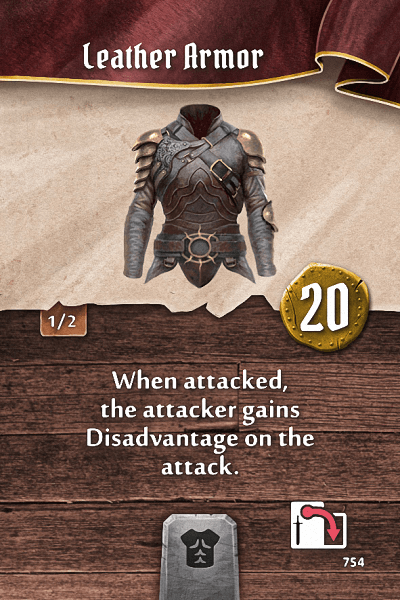 Leather Armor
1/2
20
When attacked,
the attacker gains
Disadvantage on the
attack.
754